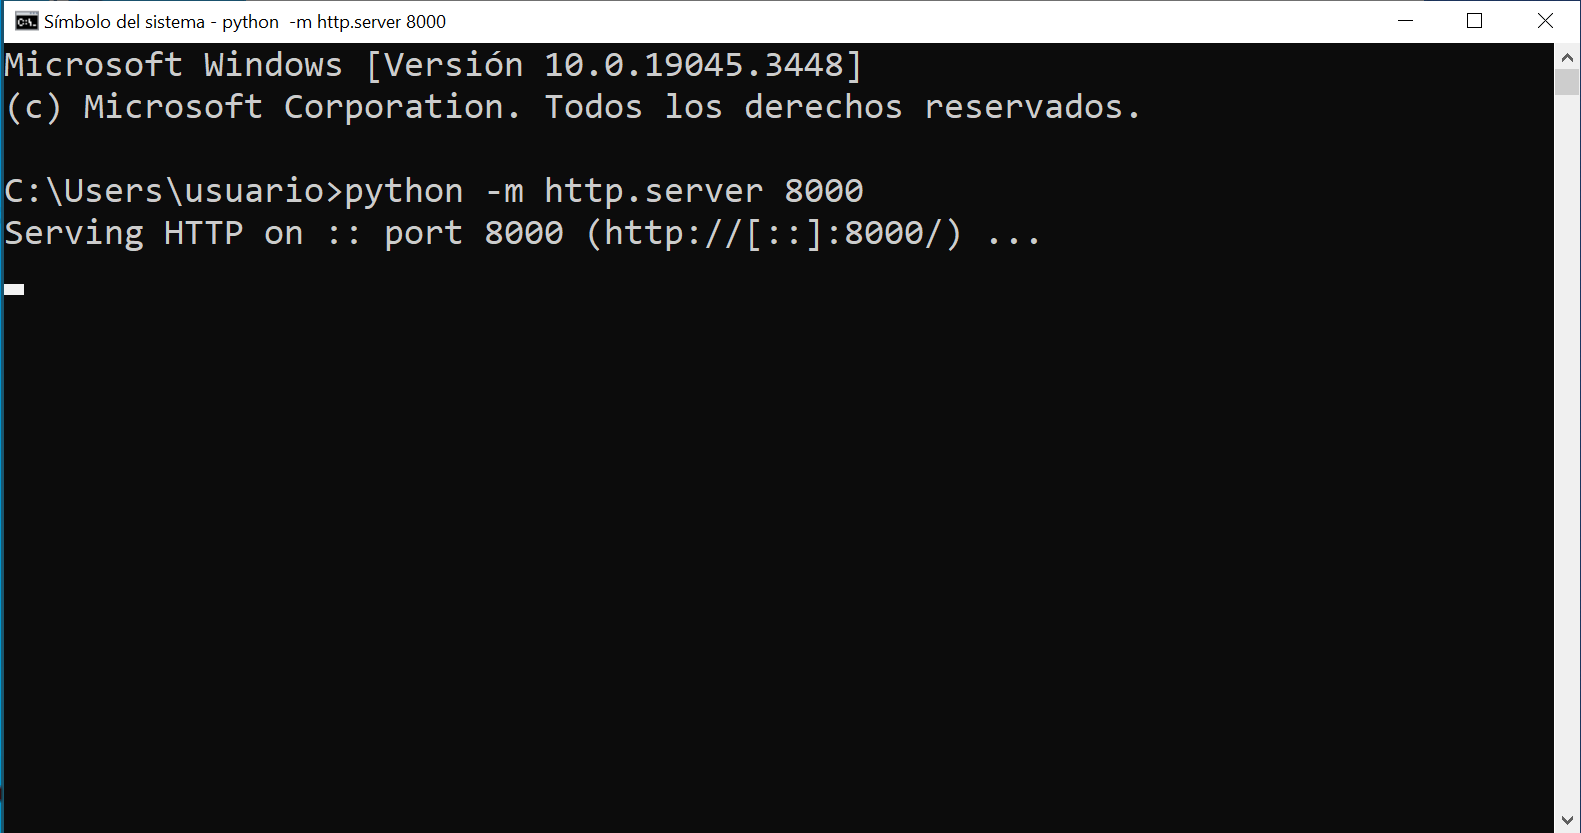 Símbolo del sistema - python  -m http.server 8000
Microsoft Windows [Versión 10.0.19045.3448]
(c) Microsoft Corporation. Todos los derechos reservados.
C:\Users\usuario>python -m http.server 8000
Serving HTTP on :: port 8000 (http://[::]:8000/) ...